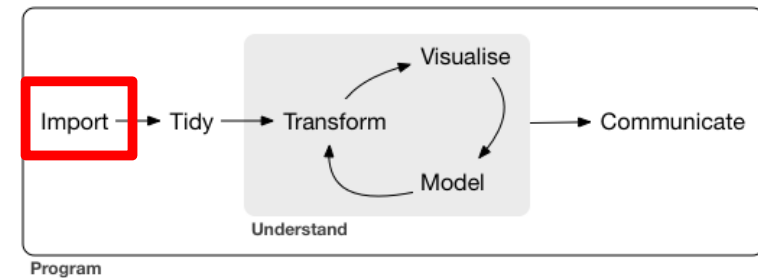 Visualise
Import
Tidy
Transform
Communicate
Model
Understand
Program